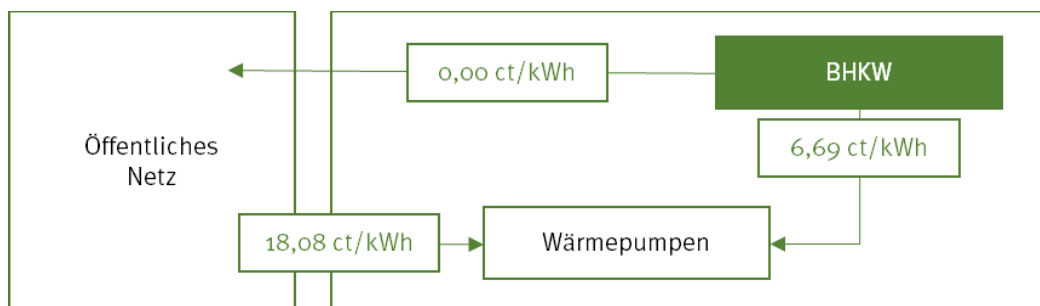 0,00 ct/kWh
BHKW
Öffentliches
Netz
6,69 ct/kWh
18,08 ct/kWh
Wärmepumpen